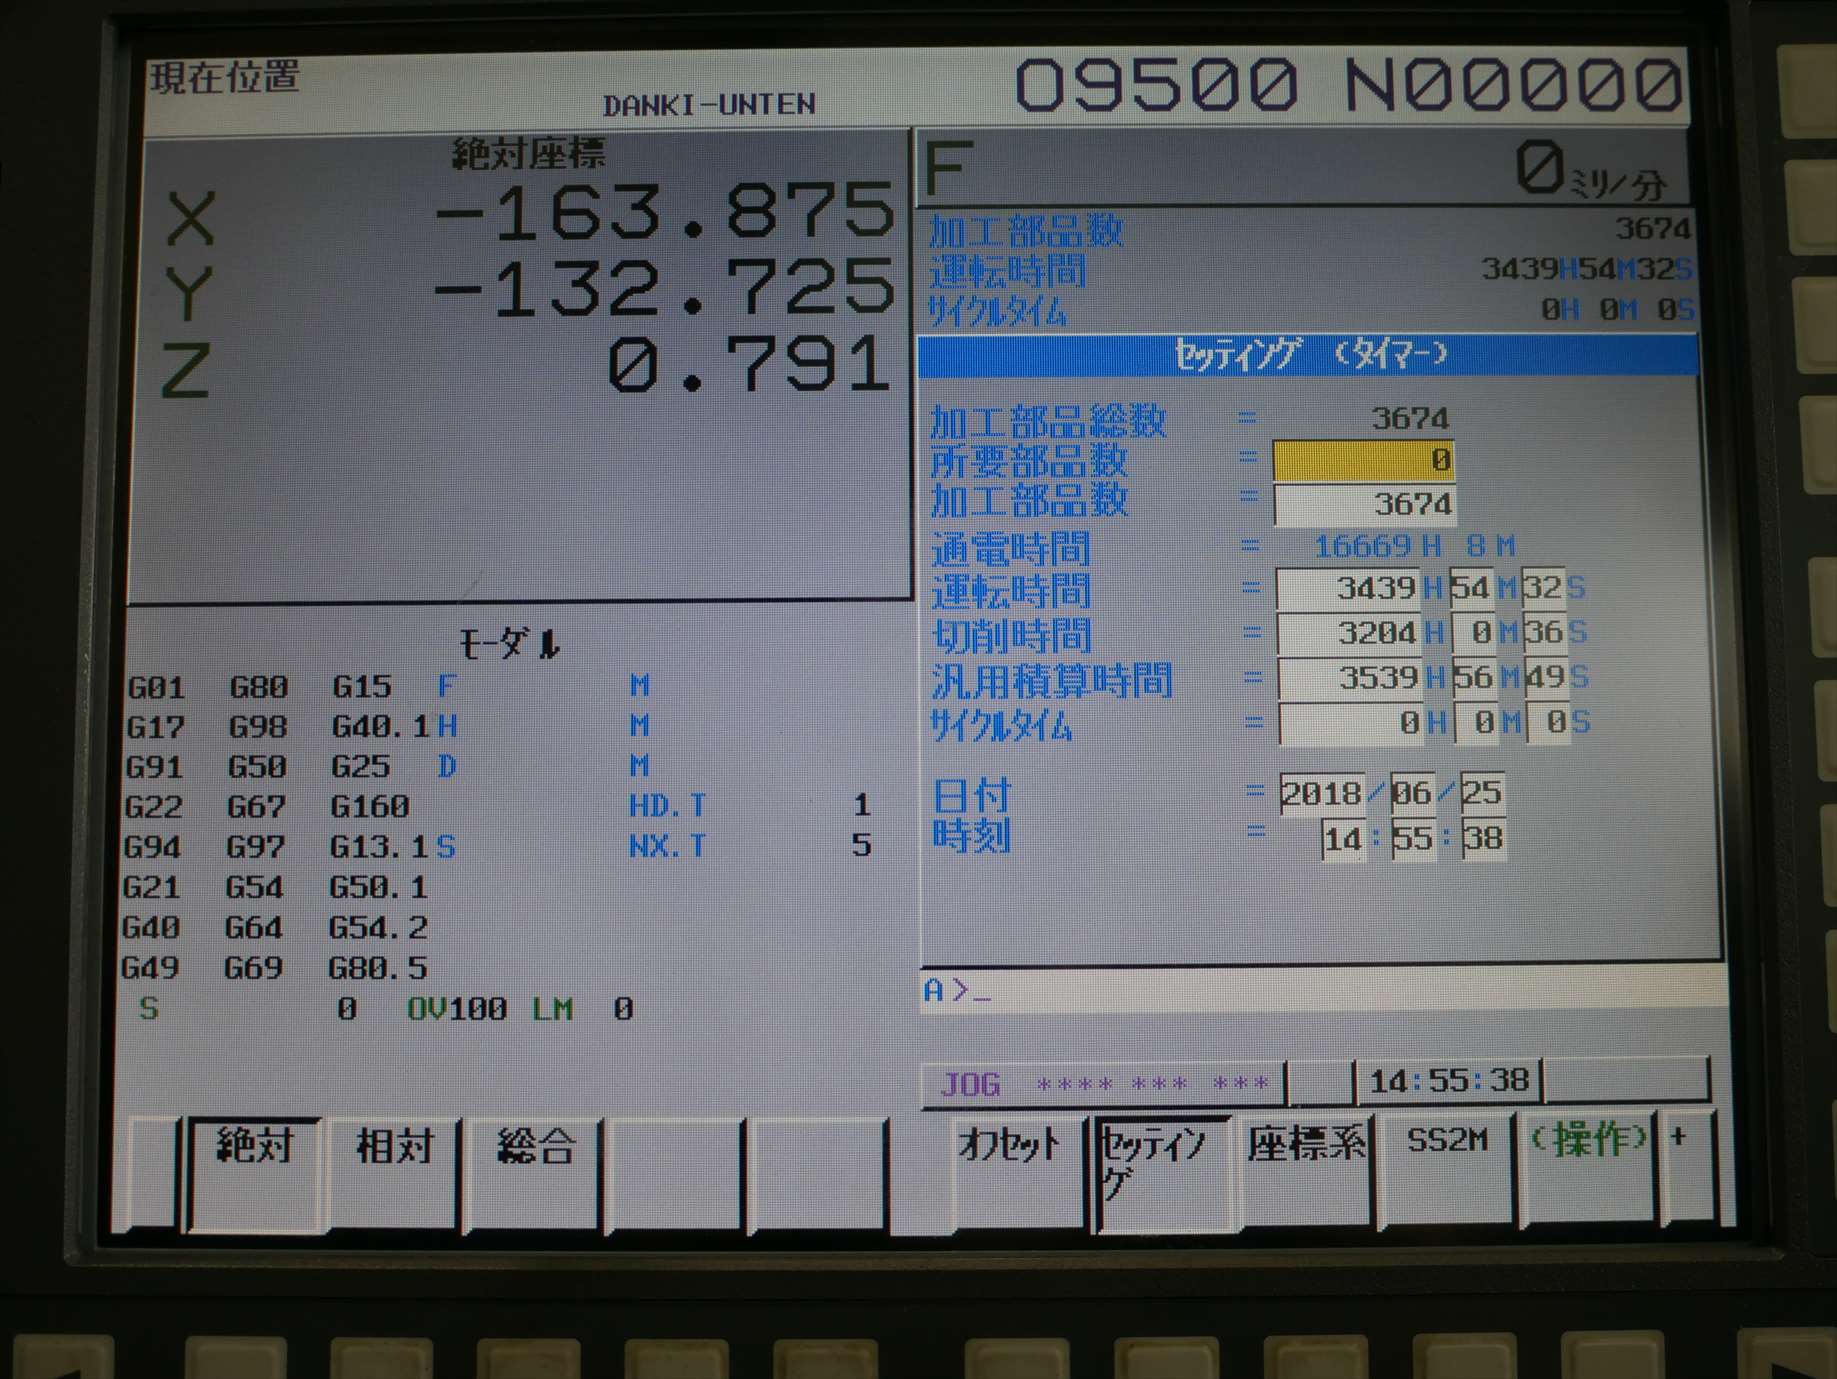 現在位置
DANKI-UNTEN
O9500 N00000
絶対座標
X -163.875
Y -132.725
Z 0.791
F 0 ﾐﾘ/分
加工部品数 3674
運転時間 3439H54M32S
ｻｲｸﾙﾀｲﾑ 0H 0M 0S
ｾｯﾃｨﾝｸﾞ (ﾀｲﾏｰ)
加工部品総数 = 3674
所要部品数 = 0
加工部品数 = 3674
通電時間 = 16669 H 8 M
運転時間 = 3439 H 54 M 32 S
切削時間 = 3204 H 0 M 36 S
汎用積算時間 = 3539 H 56 M 49 S
ｻｲｸﾙﾀｲﾑ = 0 H 0 M 0 S
日付 = 2018/06/25
時刻 = 14:55:38
ﾓｰﾀﾞﾙ
G01 G80 G15 F M
G17 G98 G40.1 H M
G91 G50 G25 D M
G22 G67 G160 HD.T 1
G94 G97 G13.1 S NX.T 5
G21 G54 G50.1
G40 G64 G54.2
G49 G69 G80.5
S 0 OV100 LM 0
A >_
JOG **** *** *** 14:55:38
絶対 相対 総合
ｵﾌｾｯﾄ ｾｯﾃｨﾝｸﾞ 座標系 SS2M (操作) +